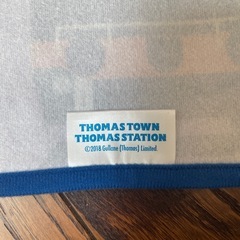 THOMAS TOWN
THOMAS STATION
©2018 Gullane (Thomas) Limited.